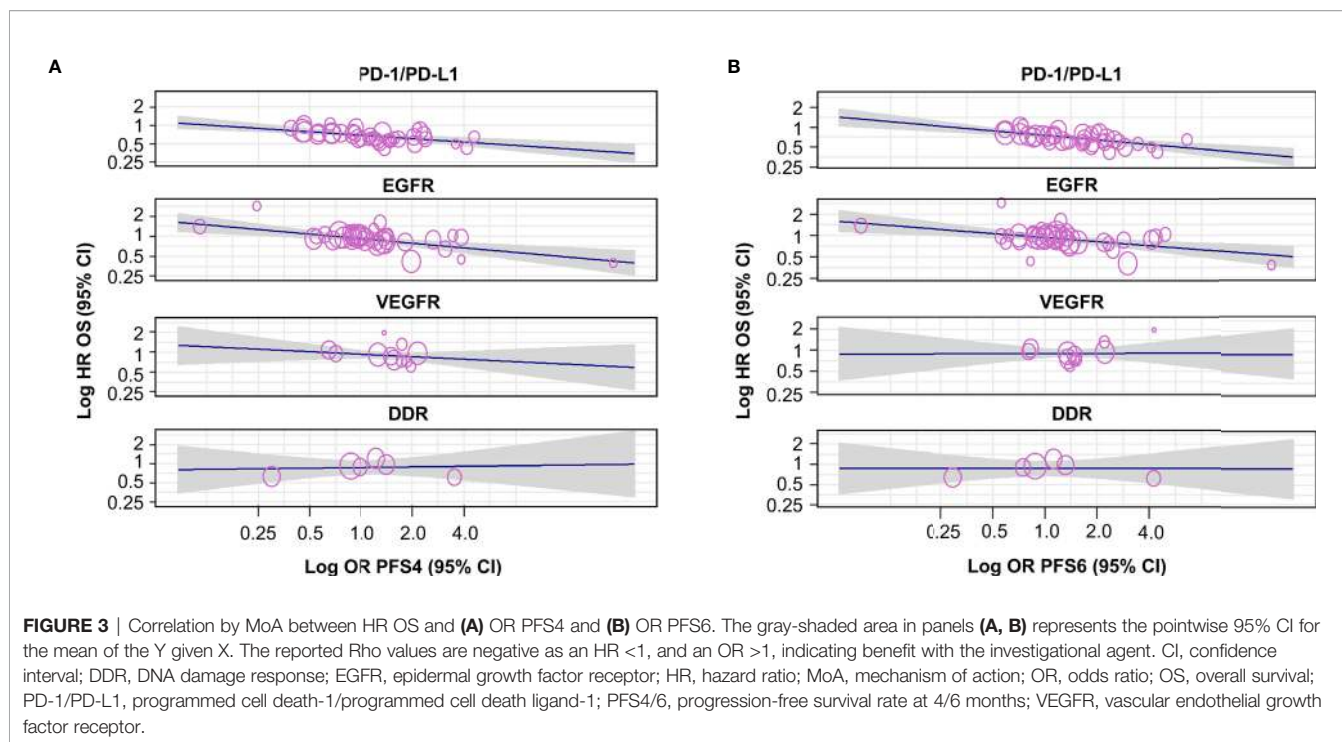 A
PD-1/PD-L1
2
1
0.5
0.25
EGFR
2
1
0.5
0.25
VEGFR
2
1
0.5
0.25
DDR
2
1
0.5
0.25
0.25 0.5 1.0 2.0 4.0
Log OR PFS4 (95% CI)
Log HR OS (95% CI)
B
PD-1/PD-L1
2
1
0.5
0.25
EGFR
2
1
0.5
0.25
VEGFR
2
1
0.5
0.25
DDR
2
1
0.5
0.25
0.25 0.5 1.0 2.0 4.0
Log OR PFS6 (95% CI)
Log HR OS (95% CI)
FIGURE 3 | Correlation by MoA between HR OS and (A) OR PFS4 and (B) OR PFS6. The gray-shaded area in panels (A, B) represents the pointwise 95% CI for
the mean of the Y given X. The reported Rho values are negative as an HR <1, and an OR >1, indicating benefit with the investigational agent. CI, confidence
interval; DDR, DNA damage response; EGFR, epidermal growth factor receptor; HR, hazard ratio; MoA, mechanism of action; OR, odds ratio; OS, overall survival;
PD-1/PD-L1, programmed cell death-1/programmed cell death ligand-1; PFS4/6, progression-free survival rate at 4/6 months; VEGFR, vascular endothelial growth
factor receptor.